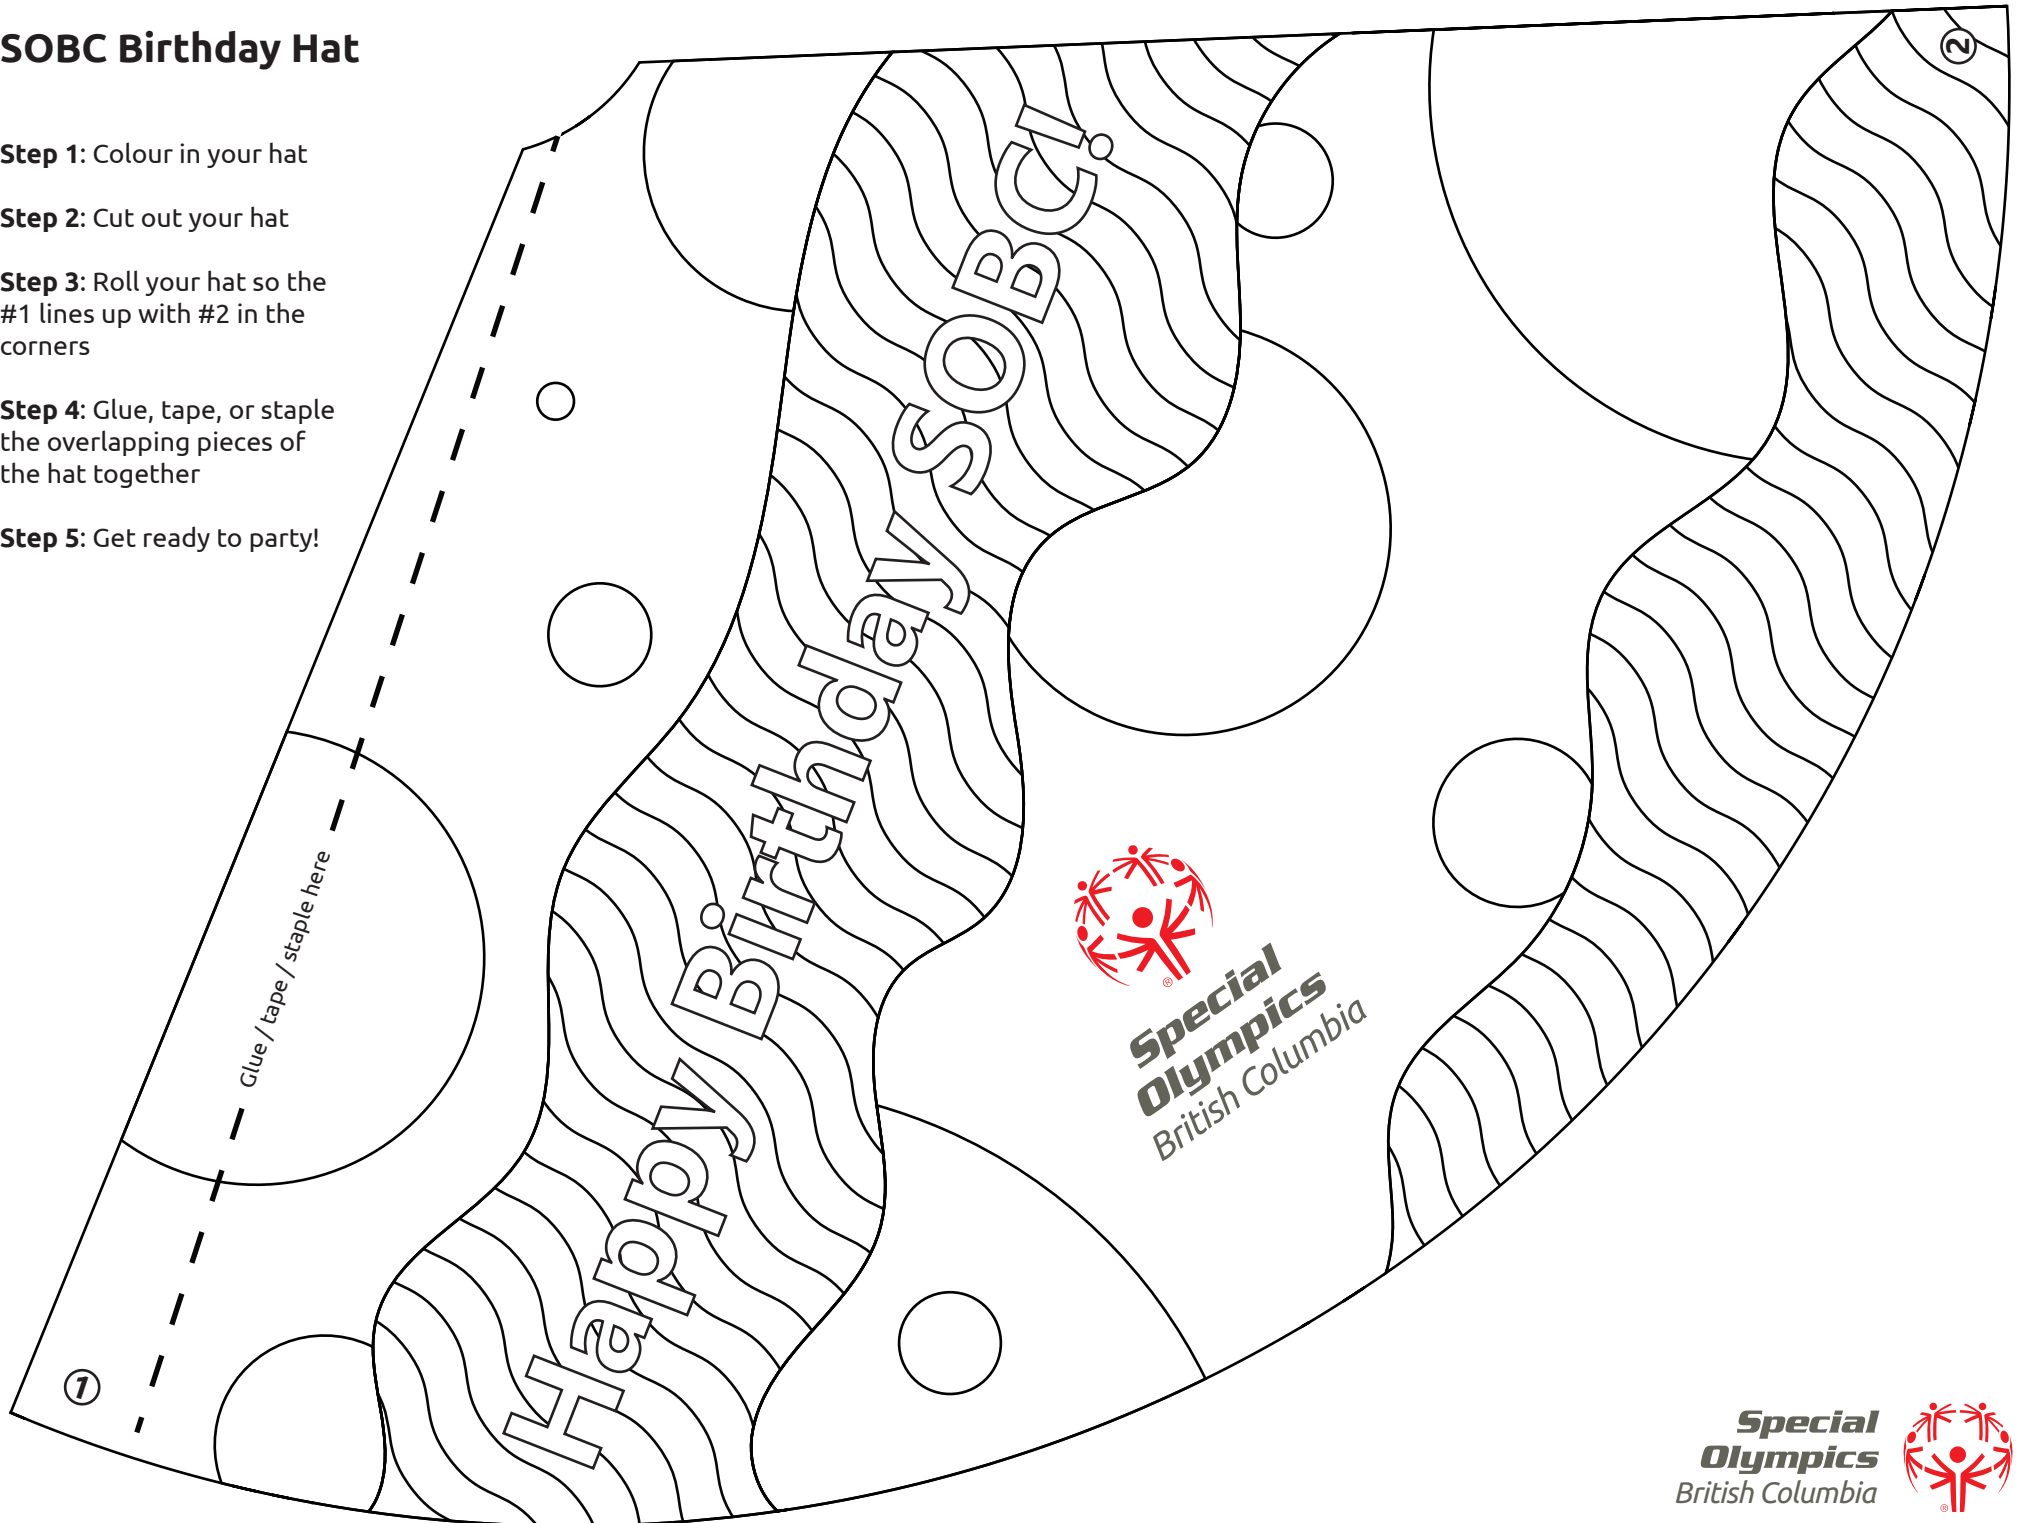 SOBC Birthday Hat
Step 1: Colour in your hat
Step 2: Cut out your hat
Step 3: Roll your hat so the
#1 lines up with #2 in the
corners
Step 4: Glue, tape, or staple
the overlapping pieces of
the hat together
Step 5: Get ready to party!
2
Happy Birthday SOBC!
Glue / tape / staple here
1
®
Special
Olympics
British Columbia
Special
Olympics
British Columbia
®